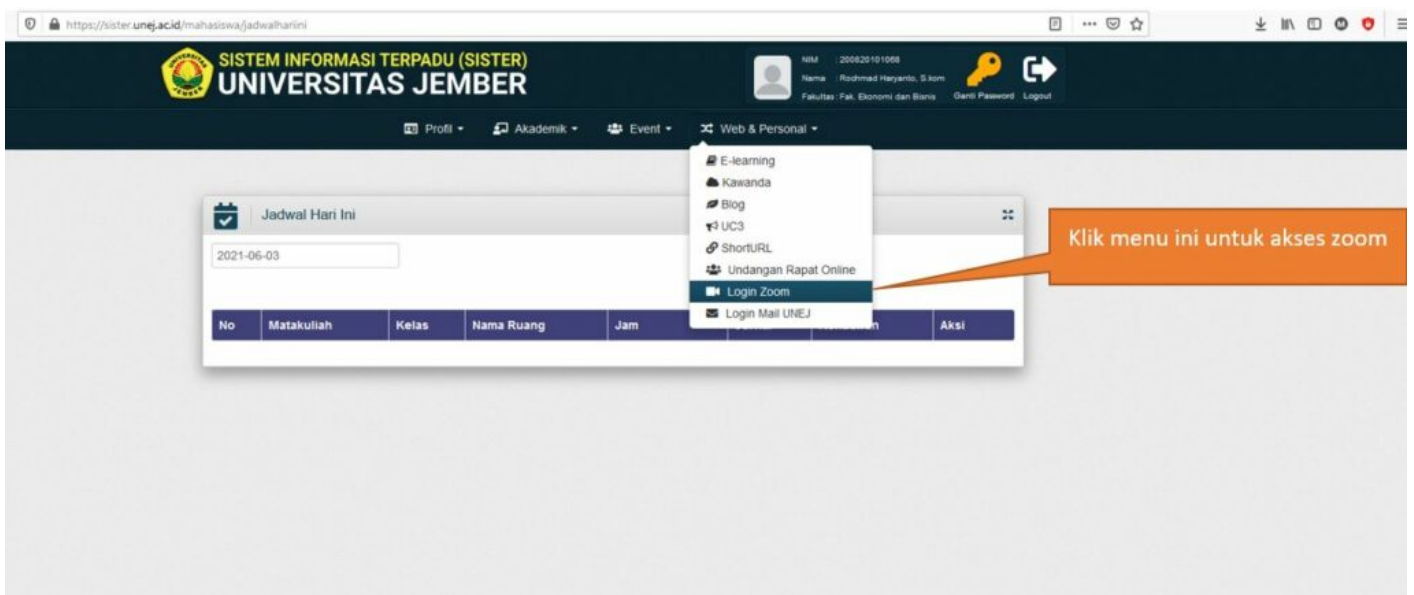 https://sister.unej.ac.id/mahasiswa/jadwalhariini
SISTEM INFORMASI TERPADU (SISTER)
UNIVERSITAS JEMBER
NIM : 200820101068
Nama : Rochmad Haryanto, S.kom
Fakultas : Fak. Ekonomi dan Bisnis
Ganti Password
Logout
Profil
Akademik
Event
Web & Personal
E-learning
Kawanda
Blog
UC3
ShortURL
Undangan Rapat Online
Login Zoom
Login Mail UNEJ
Jadwal Hari Ini
2021-06-03
Klik menu ini untuk akses zoom
No Matakuliah Kelas Nama Ruang Jam Aksi